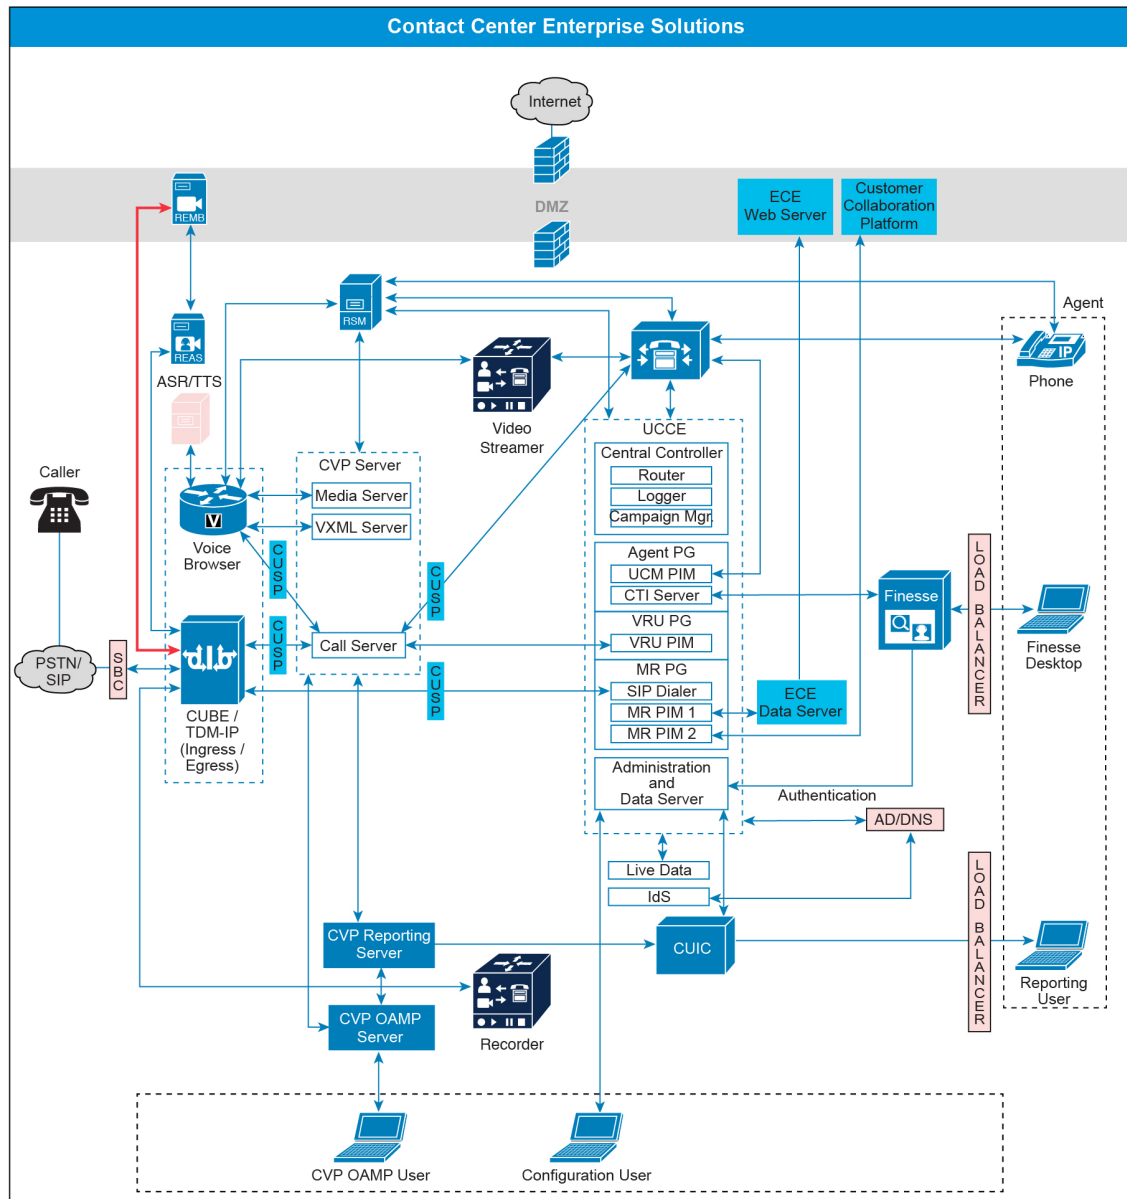 Contact Center Enterprise Solutions
Internet
DMZ
REMB
ECE
Web Server
Customer
Collaboration
Platform
RSM
REAS
ASR/TTS
Agent
IP
Phone
Video
Streamer
UCCE
Central Controller
Router
Logger
Campaign Mgr.
CVP Server
Media Server
VXML Server
Caller
V
Voice
Browser
CUSP
CUSP
Agent PG
UCM PIM
CTI Server
Finesse
LOAD BALANCER
Finesse
Desktop
VRU PG
VRU PIM
Call Server
CUSP
PSTN/
SIP
SBC
CUSP
MR PG
SIP Dialer
MR PIM 1
MR PIM 2
ECE
Data Server
CUBE /
TDM-IP
(Ingress /
Egress)
Administration
and
Data Server
Authentication
AD/DNS
Live Data
IdS
LOAD BALANCER
CVP Reporting
Server
CUIC
Reporting
User
CVP OAMP
Server
Recorder
CVP OAMP User
Configuration User